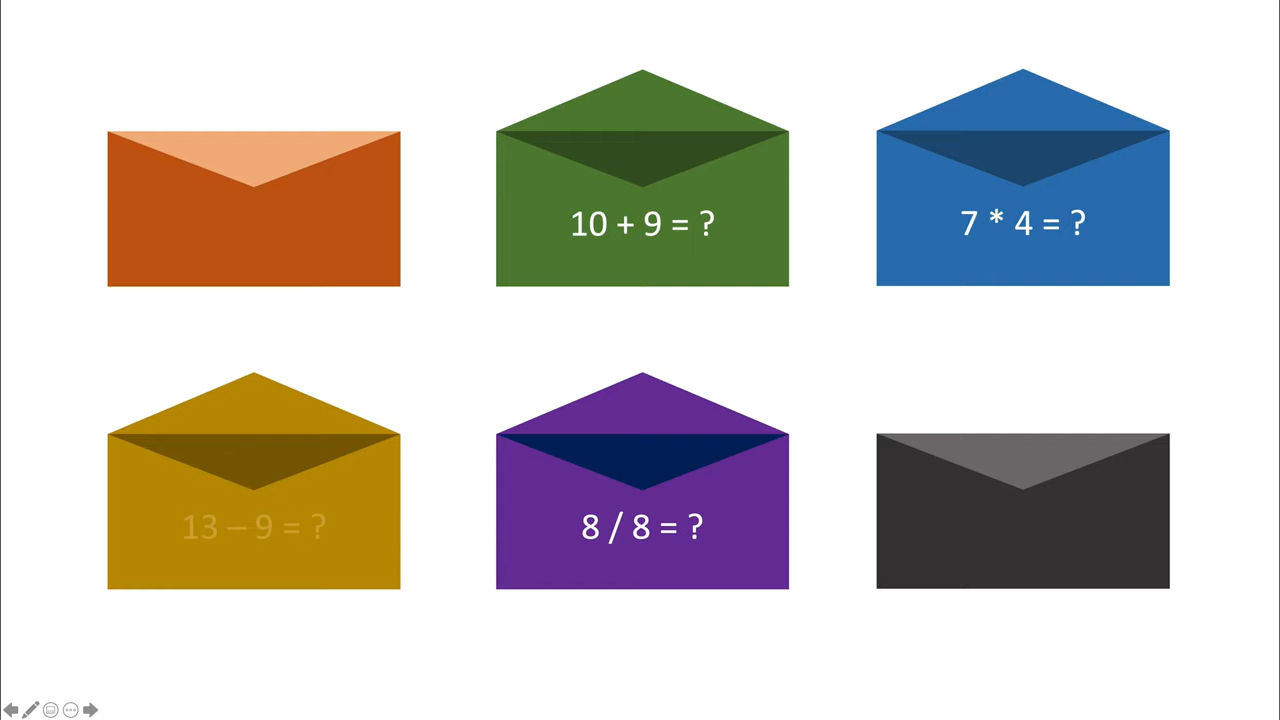 10 + 9 = ?
7 * 4 = ?
13 – 9 = ?
8 / 8 = ?